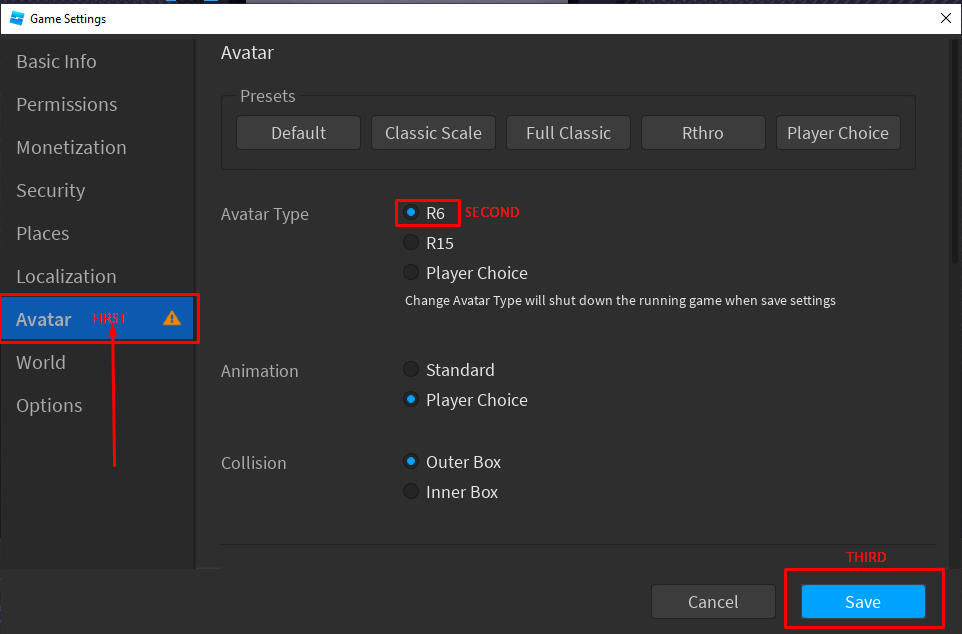 Game Settings
Basic Info
Permissions
Monetization
Security
Places
Localization
Avatar FIRST
World
Options
Avatar
Presets
Default Classic Scale Full Classic Rthro Player Choice
Avatar Type
R6 SECOND
R15
Player Choice
Change Avatar Type will shut down the running game when save settings
Animation
Standard
Player Choice
Collision
Outer Box
Inner Box
THIRD
Cancel Save